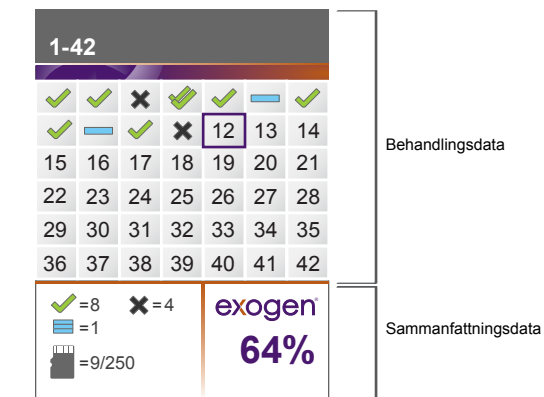 1-42
12 13 14
15 16 17 18 19 20 21
22 23 24 25 26 27 28
29 30 31 32 33 34 35
36 37 38 39 40 41 42
Behandlingsdata
=8 =4
=1
=9/250
exogen
64%
Sammanfattningsdata